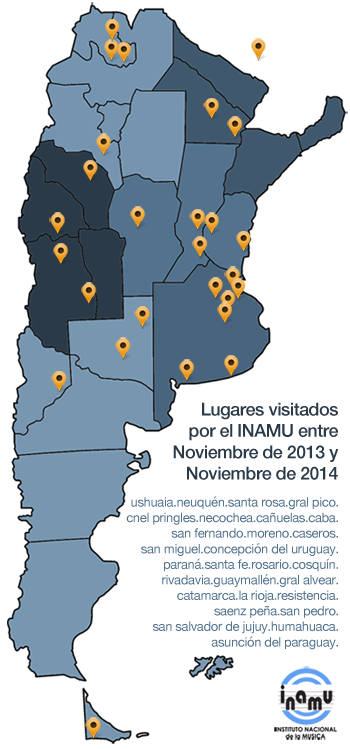 Lugares visitados
por el INAMU entre
Noviembre de 2013 y
Noviembre de 2014
ushuaia.neuquén.santa rosa.gral pico.
cnel pringles.necochea.cañuelas.caba.
san fernando.moreno.caseros.
san miguel.concepción del uruguay.
paraná.santa fe.rosario.cosquín.
rivadavia.guaymallén.gral alvear.
catamarca.la rioja.resistencia.
saenz peña.san pedro.
san salvador de jujuy.humahuaca.
asunción del paraguay.
inamu
INSTITUTO NACIONAL
de la MUSICA